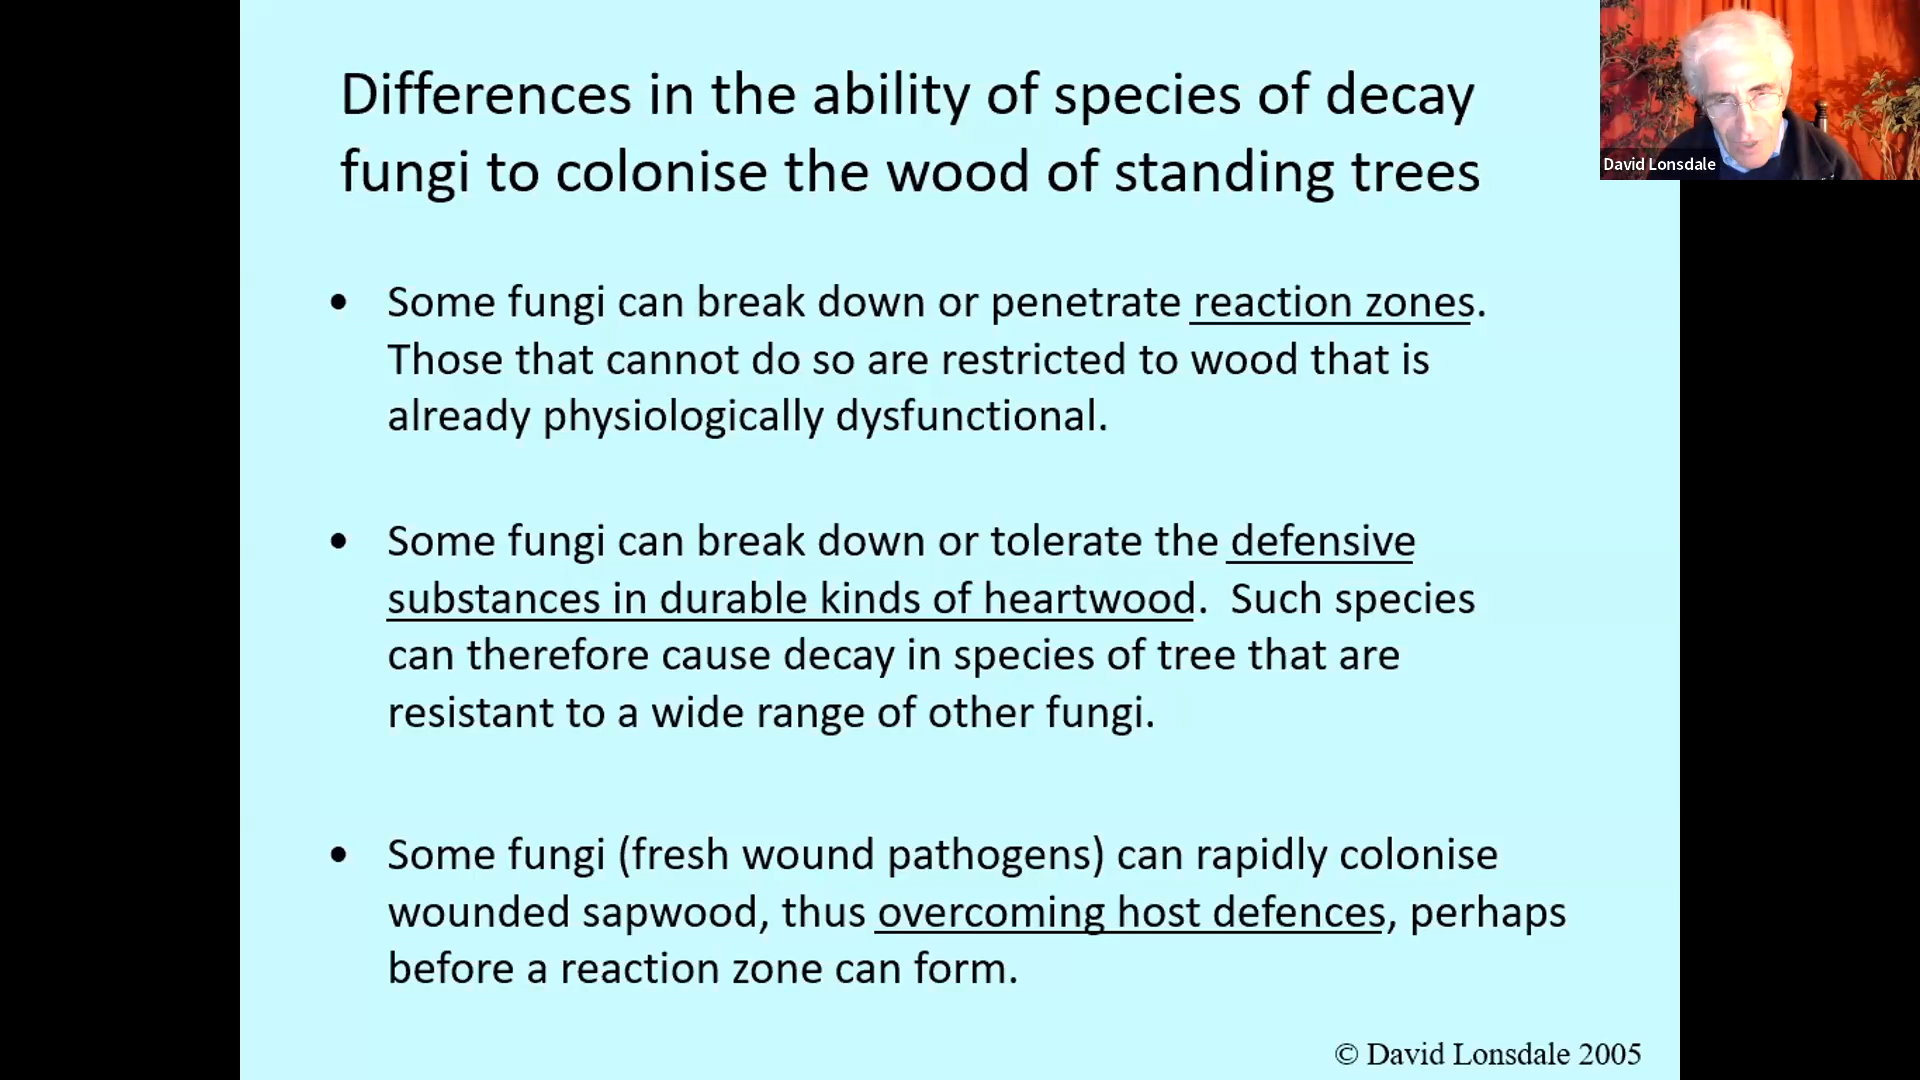 Differences in the ability of species of decay
fungi to colonise the wood of standing trees
David Lonsdale
• Some fungi can break down or penetrate reaction zones.
Those that cannot do so are restricted to wood that is
already physiologically dysfunctional.
• Some fungi can break down or tolerate the defensive
substances in durable kinds of heartwood. Such species
can therefore cause decay in species of tree that are
resistant to a wide range of other fungi.
• Some fungi (fresh wound pathogens) can rapidly colonise
wounded sapwood, thus overcoming host defences, perhaps
before a reaction zone can form.
© David Lonsdale 2005